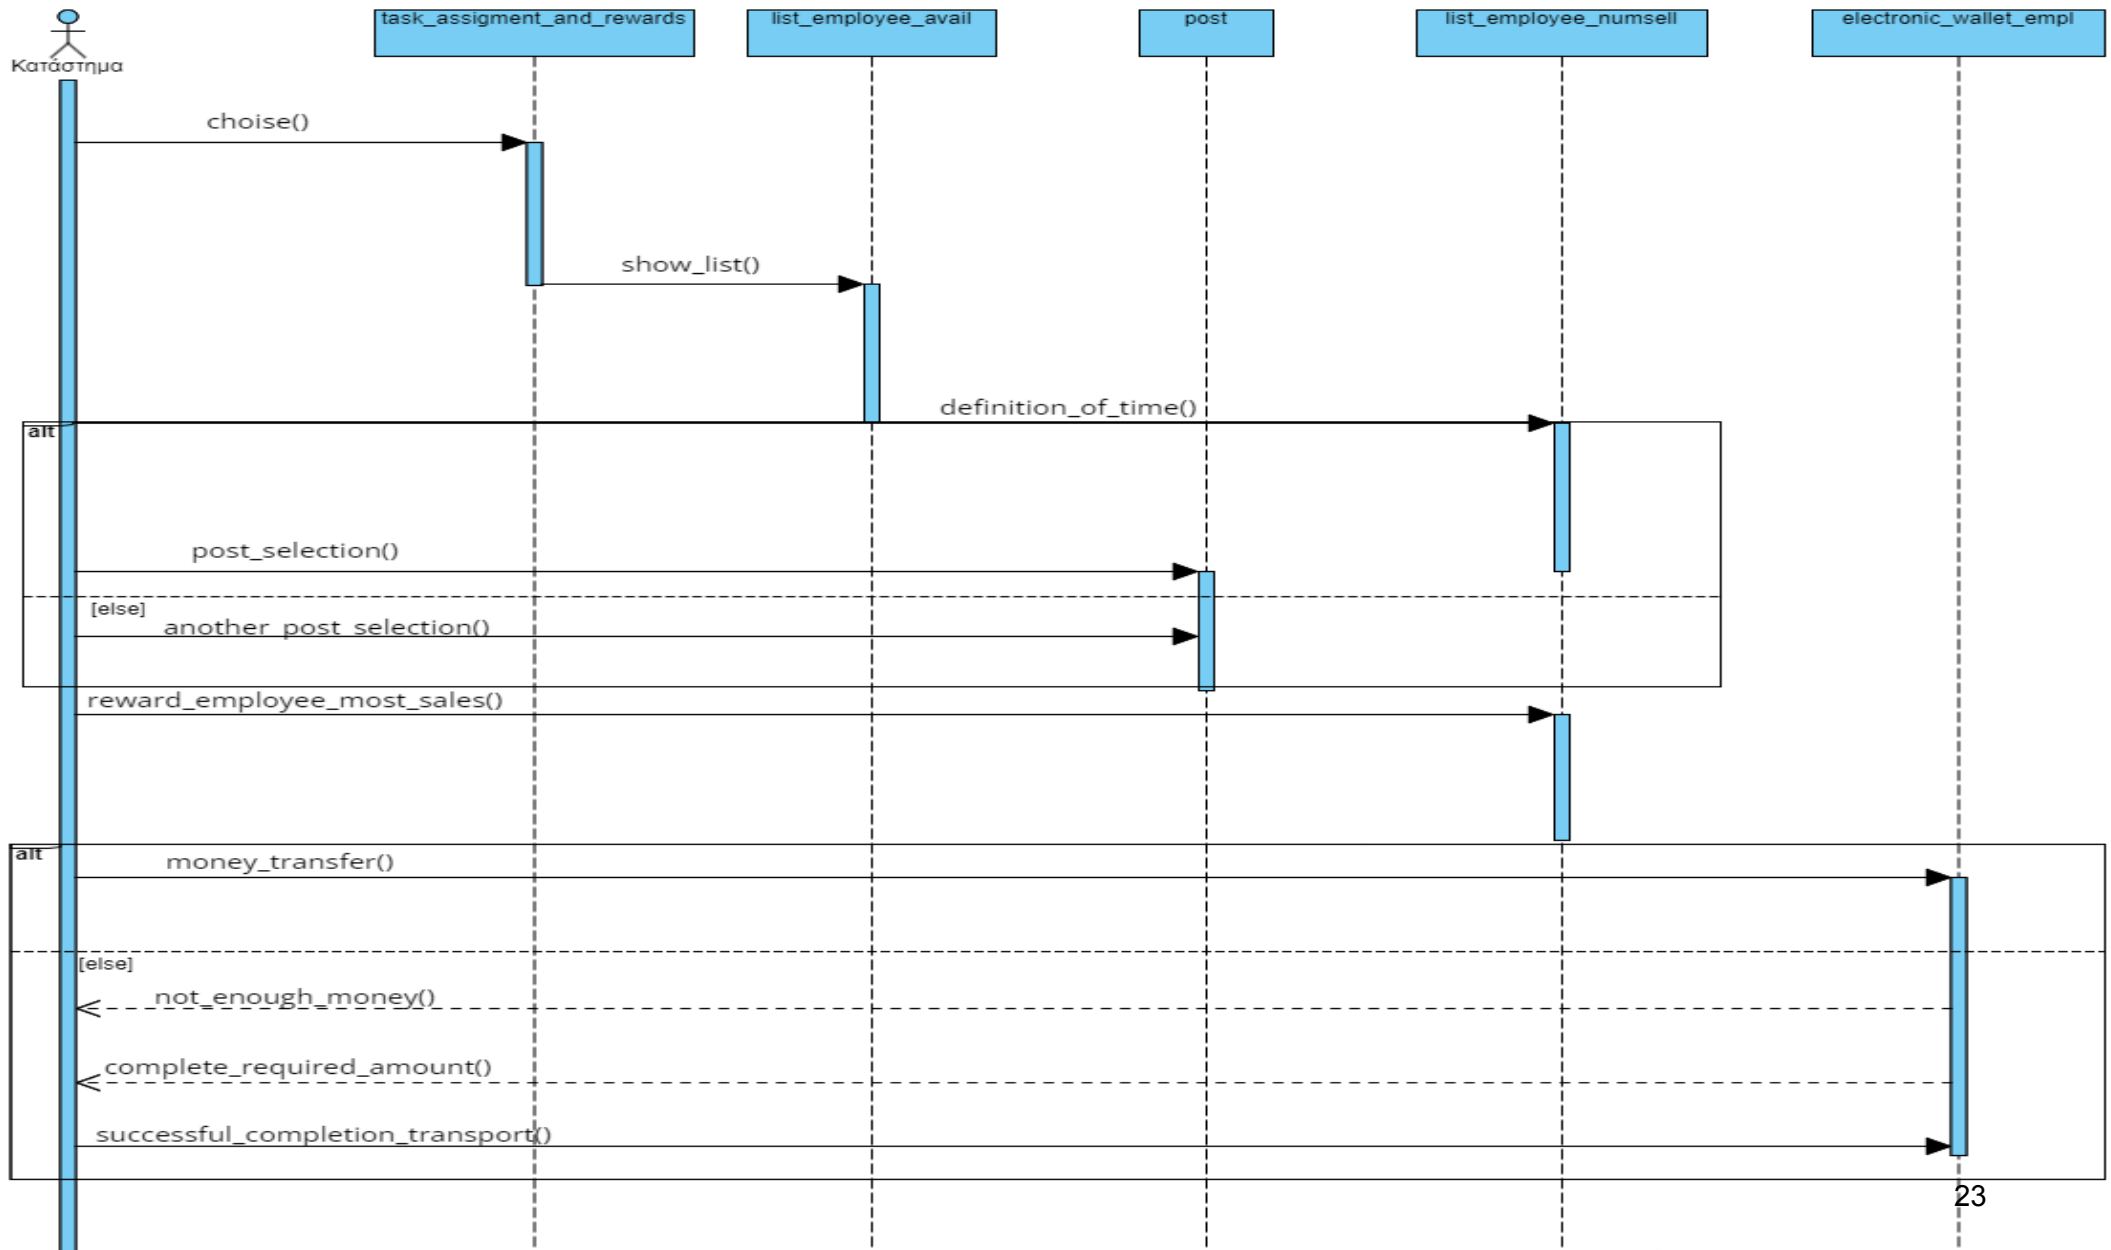 task_assigment_and_rewards
list_employee_avail
post
list_employee_numsell
electronic_wallet_empl
Κατάστημα
choise()
show_list()
definition_of_time()
alt
post_selection()
[else]
another_post_selection()
reward_employee_most_sales()
alt
money_transfer()
[else]
not_enough_money()
complete_required_amount()
successful_completion_transport()
23